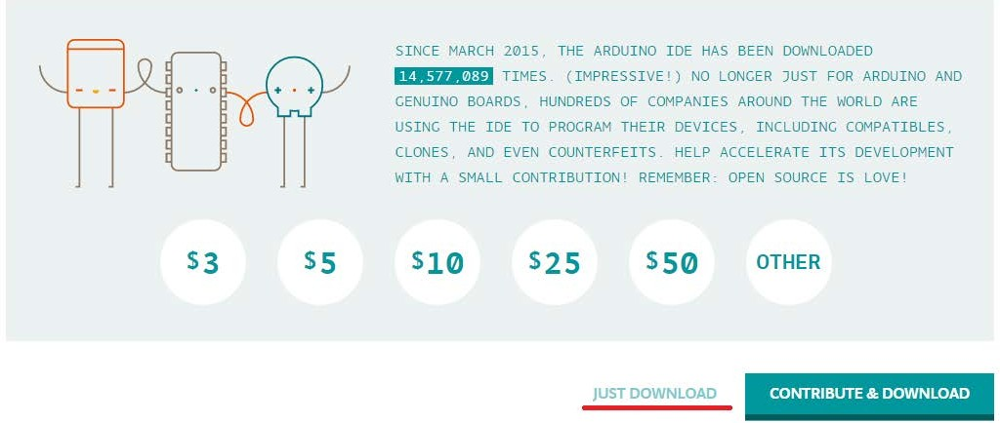 SINCE MARCH 2015, THE ARDUINO IDE HAS BEEN DOWNLOADED
14,577,089 TIMES. (IMPRESSIVE!) NO LONGER JUST FOR ARDUINO AND
GENUINO BOARDS, HUNDREDS OF COMPANIES AROUND THE WORLD ARE
USING THE IDE TO PROGRAM THEIR DEVICES, INCLUDING COMPATIBLES,
CLONES, AND EVEN COUNTERFEITS. HELP ACCELERATE ITS DEVELOPMENT
WITH A SMALL CONTRIBUTION! REMEMBER: OPEN SOURCE IS LOVE!
$3 $5 $10 $25 $50 OTHER
JUST DOWNLOAD CONTRIBUTE & DOWNLOAD